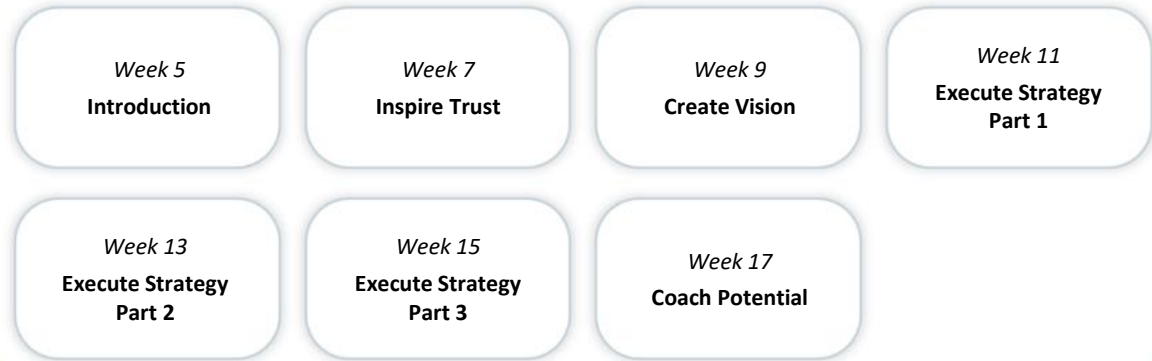 Week 5
Introduction
Week 7
Inspire Trust
Week 9
Create Vision
Week 11
Execute Strategy
Part 1
Week 13
Execute Strategy
Part 2
Week 15
Execute Strategy
Part 3
Week 17
Coach Potential